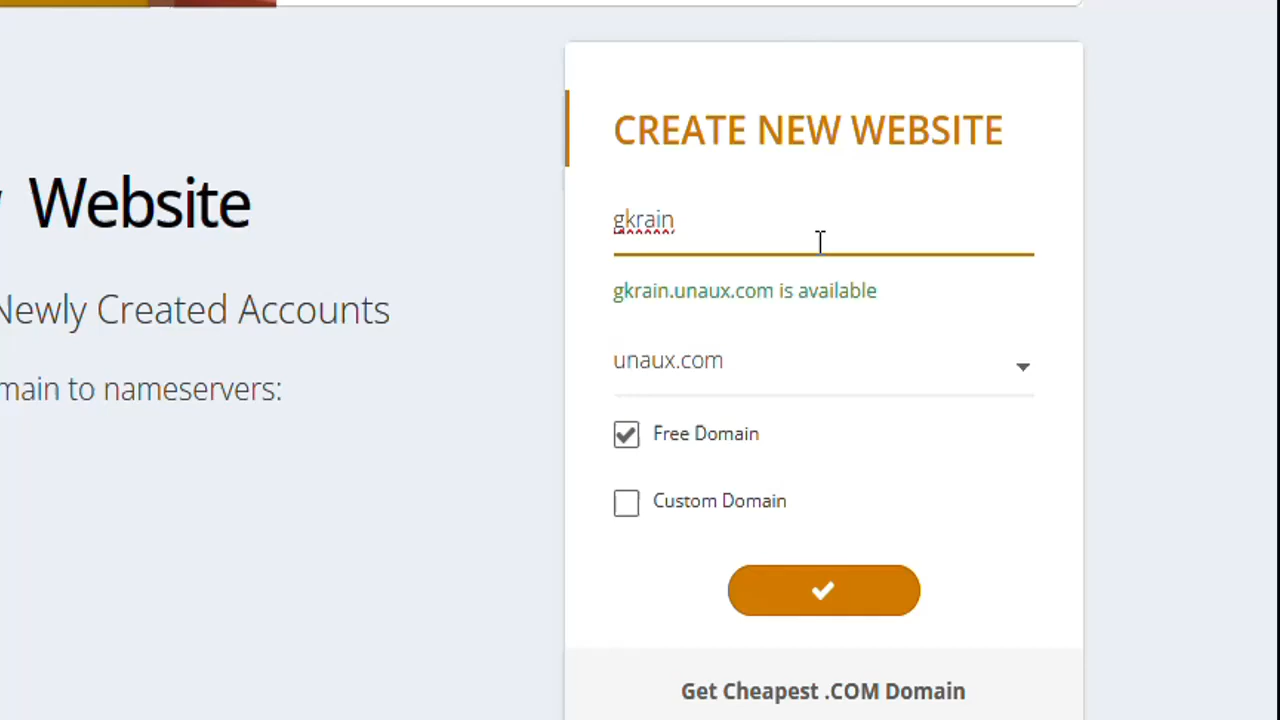 CREATE NEW WEBSITE
Website
gkrain
gkrain.unaux.com is available
Newly Created Accounts
unaux.com
main to nameservers:
Free Domain
Custom Domain
Get Cheapest .COM Domain